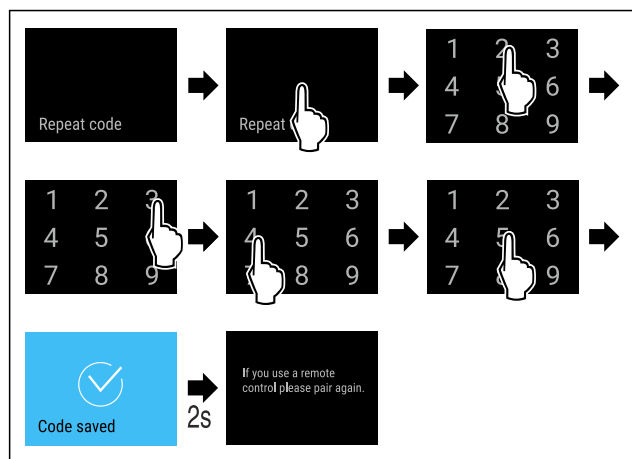 Repeat code
Repeat
1 2 3
4 6
7 8 9
1 2 3
4 5
7 8 9
1 2 3
4 5 6
8 9
1 2 3
4 5 6
7 9
Code saved
2s
If you use a remote
control please pair again.